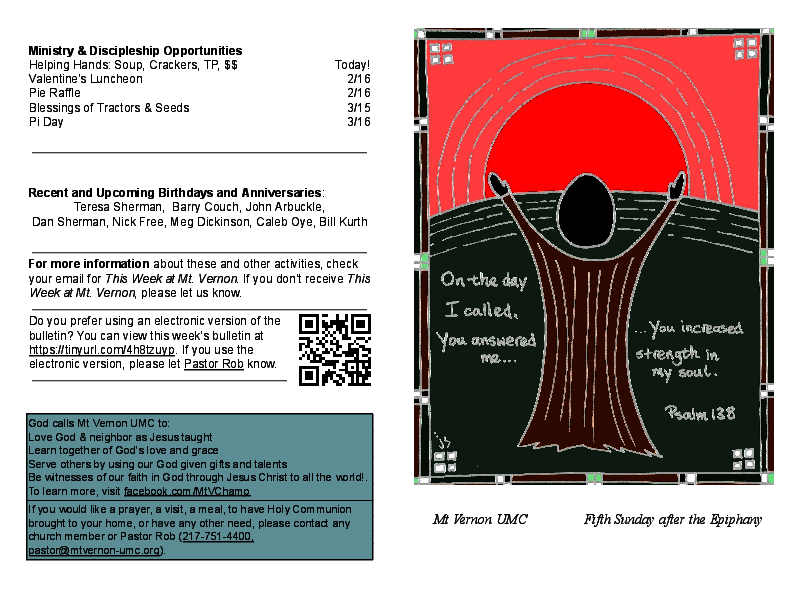 Ministry & Discipleship Opportunities
Helping Hands: Soup, Crackers, TP, $$ Today!
Valentine's Luncheon 2/16
Pie Raffle 2/16
Blessings of Tractors & Seeds 3/15
Pi Day 3/16
Recent and Upcoming Birthdays and Anniversaries:
Teresa Sherman, Barry Couch, John Arbuckle,
Dan Sherman, Nick Free, Meg Dickinson, Caleb Oye, Bill Kurth
For more information about these and other activities, check
your email for This Week at Mt. Vernon. If you don't receive This
Week at Mt. Vernon, please let us know.
Do you prefer using an electronic version of the
bulletin? You can view this week's bulletin at
https://tinyurl.com/4h8tzuyp. If you use the
electronic version, please let Pastor Rob know.
God calls Mt Vernon UMC to:
Love God & neighbor as Jesus taught
Learn together of God's love and grace
Serve others by using our God given gifts and talents
Be witnesses of our faith in God through Jesus Christ to all the world!.
To learn more, visit facebook.com/MtVChamp
If you would like a prayer, a visit, a meal, to have Holy Communion
brought to your home, or have any other need, please contact any
church member or Pastor Rob (217-751-4400,
pastor@mtvernon-umc.org).
On the day
I called,
You answered
me...
...You increased
strength in
my soul.
Psalm 138
Mt Vernon UMC Fifth Sunday after the Epiphany